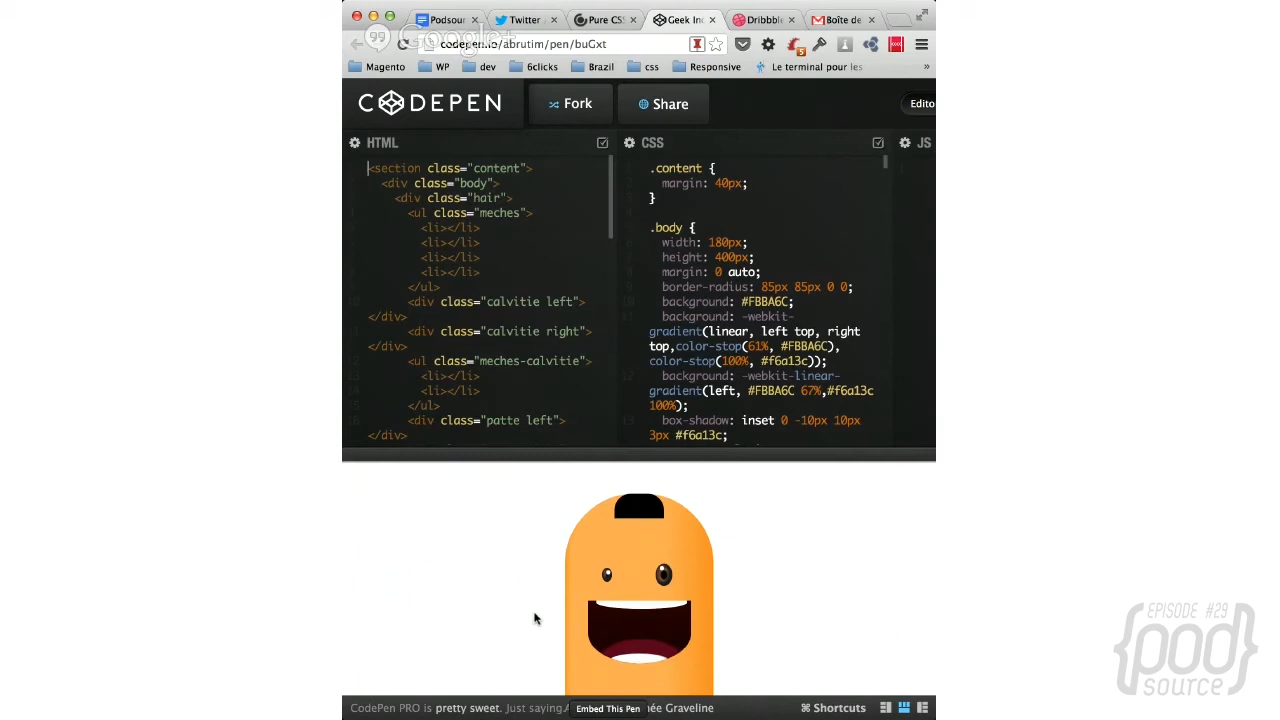 Podsour
Twitter /
Pure CSS
Geek Inc
Dribbble
Boîte de
Google+
/abrutim/pen/buGxt
5
Magento
WP
dev
6clicks
Brazil
css
Responsive
Le terminal pour les
»
CODEPEN
Fork
Share
Edito
HTML
<section class="content">
<div class="body">
<div class="hair">
<ul class="meches">
<li></li>
<li></li>
<li></li>
<li></li>
</ul>
<div class="calvitie left">
</div>
<div class="calvitie right">
</div>
<ul class="meches-calvitie">
<li></li>
<li></li>
</ul>
<div class="patte left">
</div>
CSS
.content {
margin: 40px;
}
.body {
width: 180px;
height: 400px;
margin: 0 auto;
border-radius: 85px 85px 0 0;
background: #FBBA6C;
background: -webkit-
gradient(linear, left top, right
top,color-stop(61%, #FBBA6C),
color-stop(100%, #f6a13c));
background: -webkit-linear-
gradient(left, #FBBA6C 67%,#f6a13c
100%);
box-shadow: inset 0 -10px 10px
3px #f6a13c;
JS
EPISODE #29
{pod
source}
CodePen PRO is pretty sweet. Just saying
Embed This Pen
ée Graveline
⌘ Shortcuts